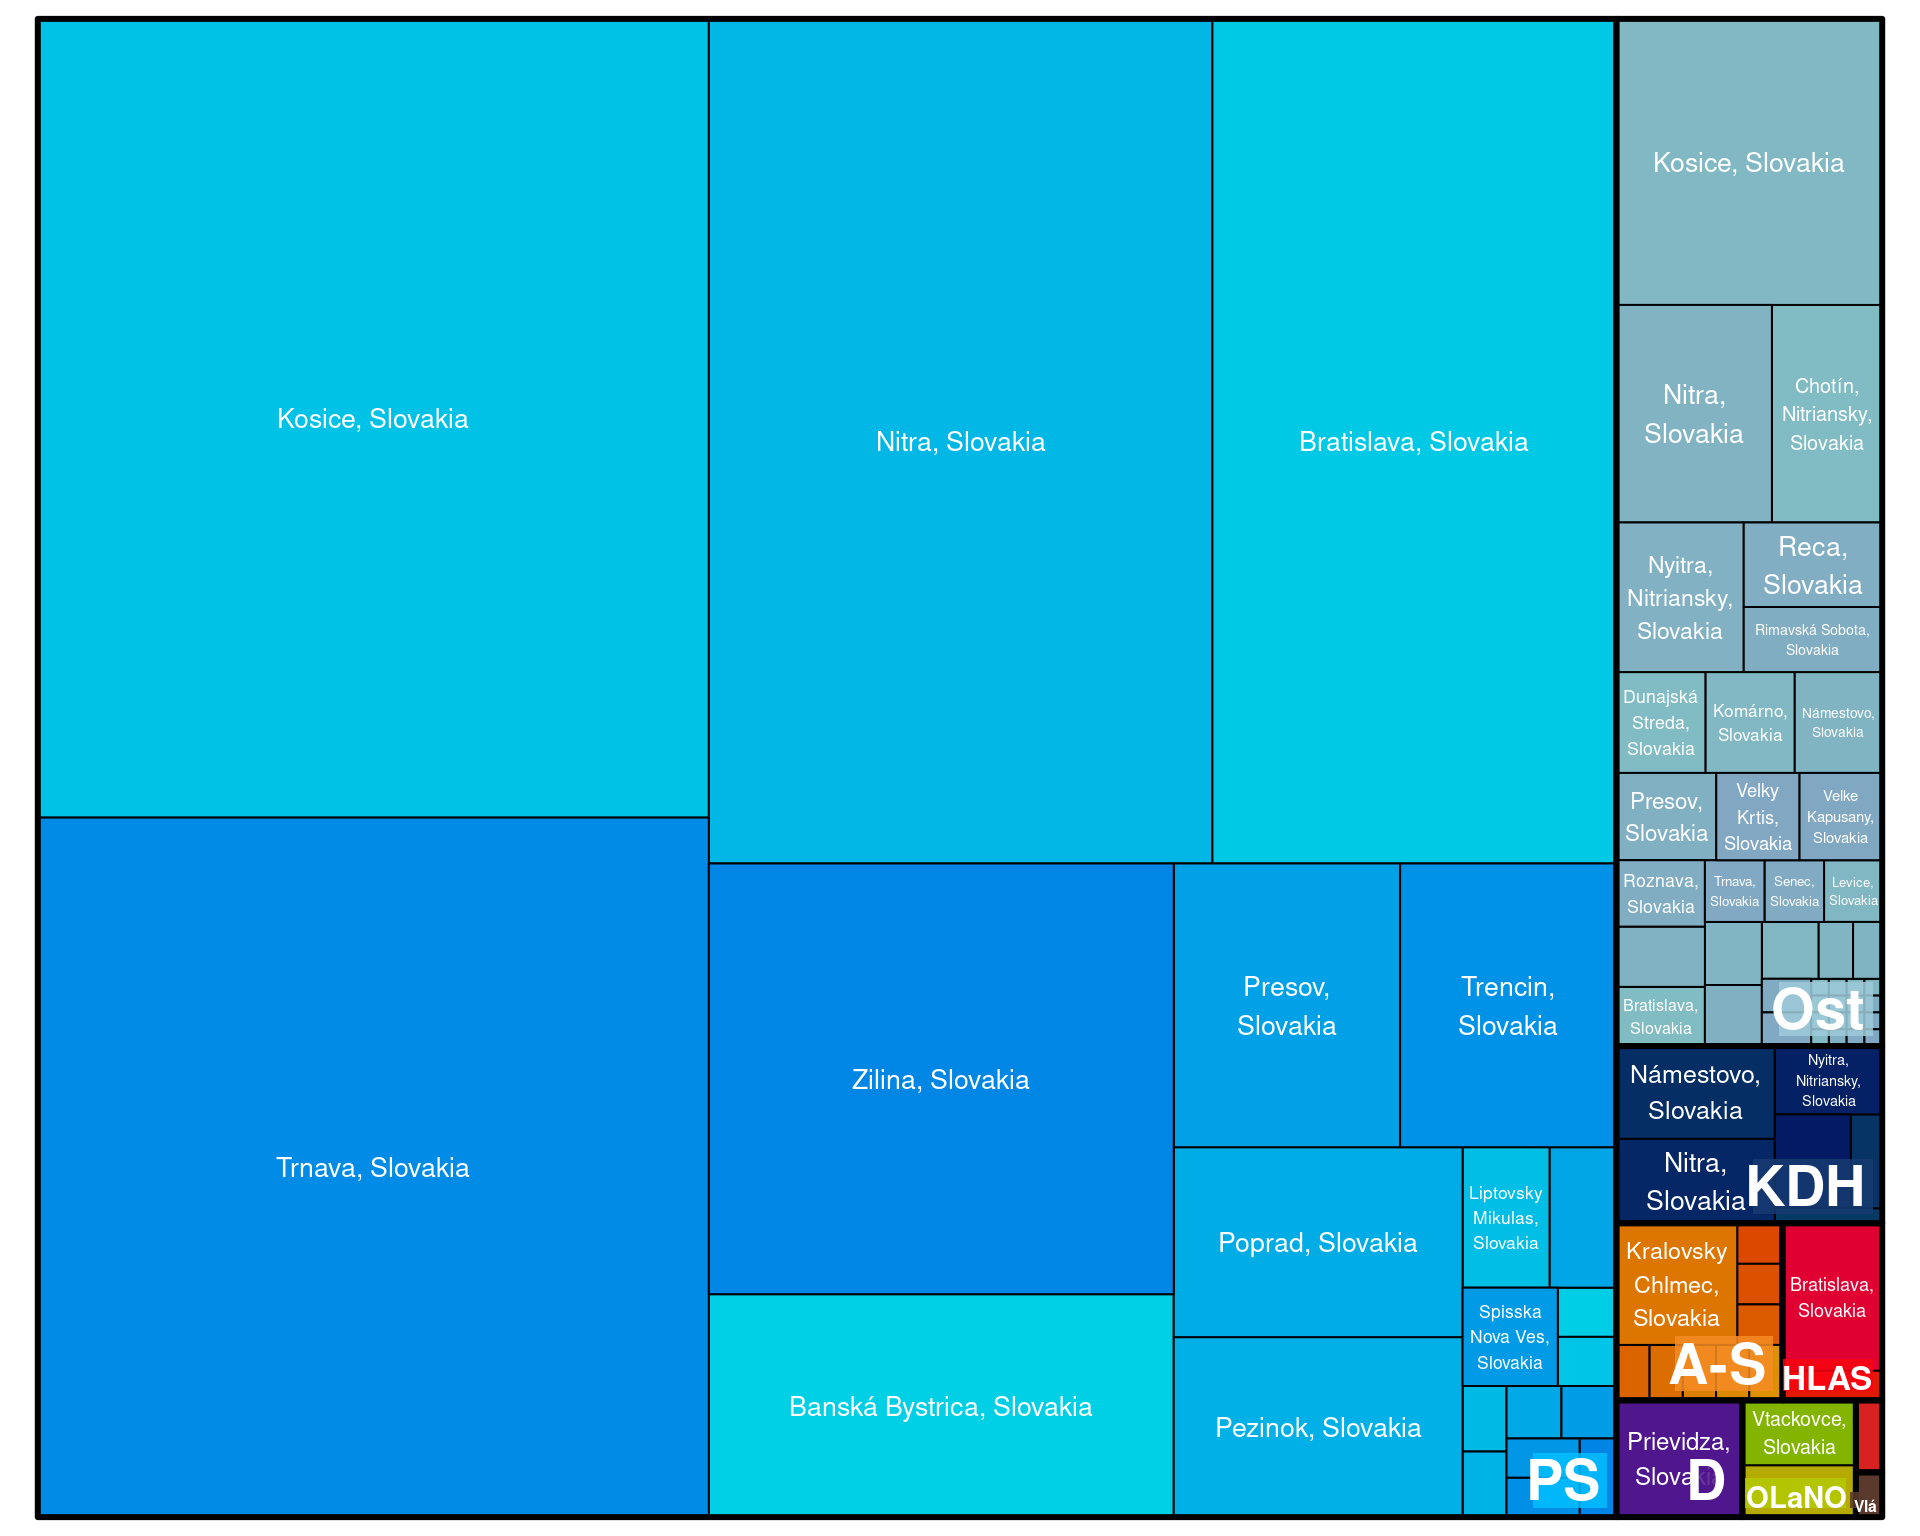 Kosice, Slovakia
Nitra, Slovakia
Bratislava, Slovakia
Trnava, Slovakia
Zilina, Slovakia
Banská Bystrica, Slovakia
Presov,
Slovakia
Trencin,
Slovakia
Poprad, Slovakia
Pezinok, Slovakia
Liptovsky
Mikulas,
Slovakia
Spisska
Nova Ves,
Slovakia
PS
Kosice, Slovakia
Nitra,
Slovakia
Chotín,
Nitriansky,
Slovakia
Nyitra,
Nitriansky,
Slovakia
Reca,
Slovakia
Rimavská Sobota,
Slovakia
Dunajská
Streda,
Slovakia
Komárno,
Slovakia
Námestovo,
Slovakia
Presov,
Slovakia
Velky
Krtis,
Slovakia
Velke
Kapusany,
Slovakia
Roznava,
Slovakia
Trnava,
Slovakia
Senec,
Slovakia
Levice,
Slovakia
Bratislava,
Slovakia
Ost
Námestovo,
Slovakia
Nyitra,
Nitriansky,
Slovakia
Nitra,
Slovakia
KDH
Kralovsky
Chlmec,
Slovakia
A-S
Bratislava,
Slovakia
HLAS
Prievidza,
Slovakia
D
Vtackovce,
Slovakia
OLaNO
Vlá